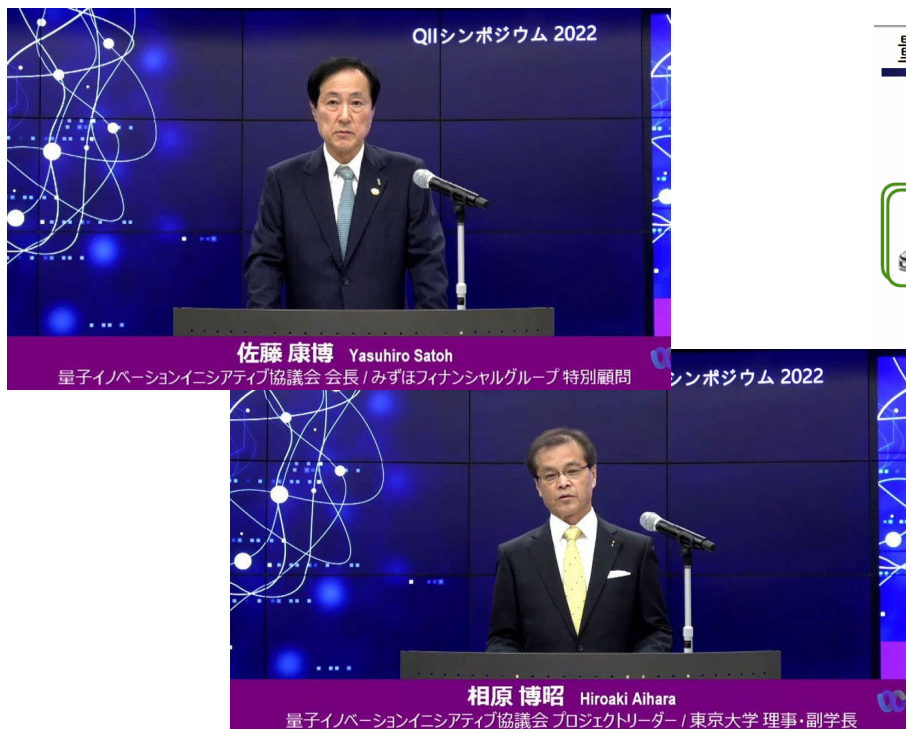 QIIシンポジウム 2022
佐藤 康博 Yasuhiro Satoh
量子イノベーションイニシアティブ協議会 会長 / みずほフィナンシャルグループ 特別顧問
シンポジウム 2022
相原 博昭 Hiroaki Aihara
量子イノベーションイニシアティブ協議会 プロジェクトリーダー / 東京大学 理事・副学長